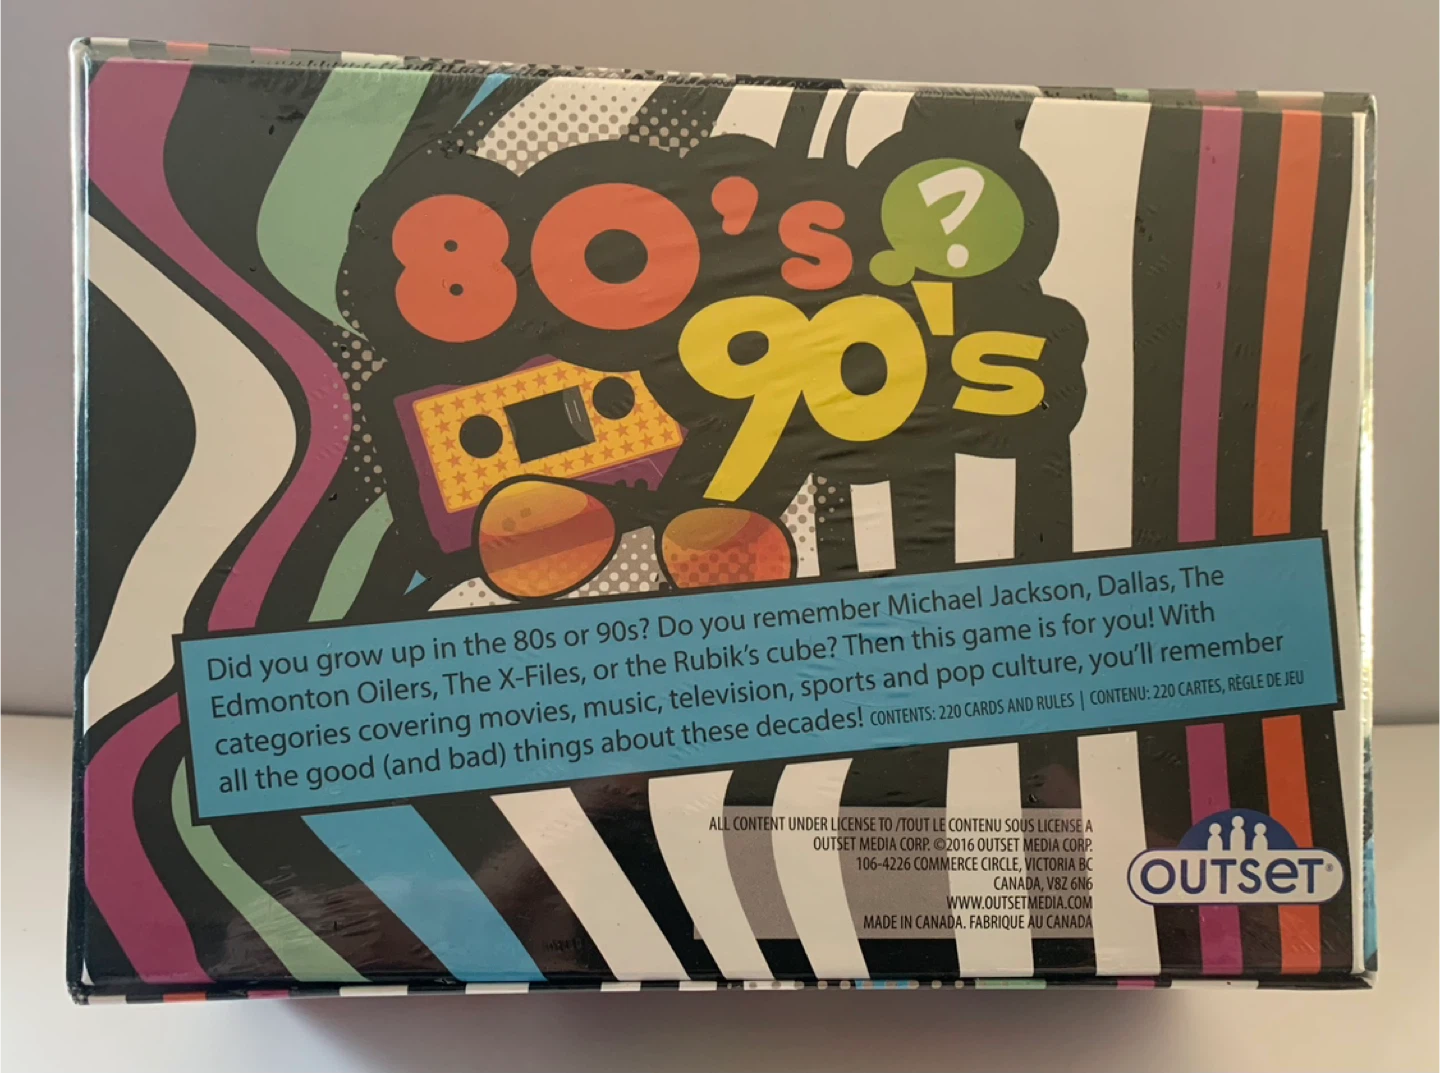 80's ?
90's
Did you grow up in the 80s or 90s? Do you remember Michael Jackson, Dallas, The
Edmonton Oilers, The X-Files, or the Rubik's cube? Then this game is for you! With
categories covering movies, music, television, sports and pop culture, you'll remember
all the good (and bad) things about these decades! CONTENTS: 220 CARDS AND RULES | CONTENU: 220 CARTES, RÈGLE DE JEU
ALL CONTENT UNDER LICENSE TO /TOUT LE CONTENU SOUS LICENSE A
OUTSET MEDIA CORP. ©2016 OUTSET MEDIA CORP.
106-4226 COMMERCE CIRCLE, VICTORIA BC
CANADA, V8Z 6N6
WWW.OUTSETMEDIA.COM
MADE IN CANADA. FABRIQUE AU CANADA
OUTSET®